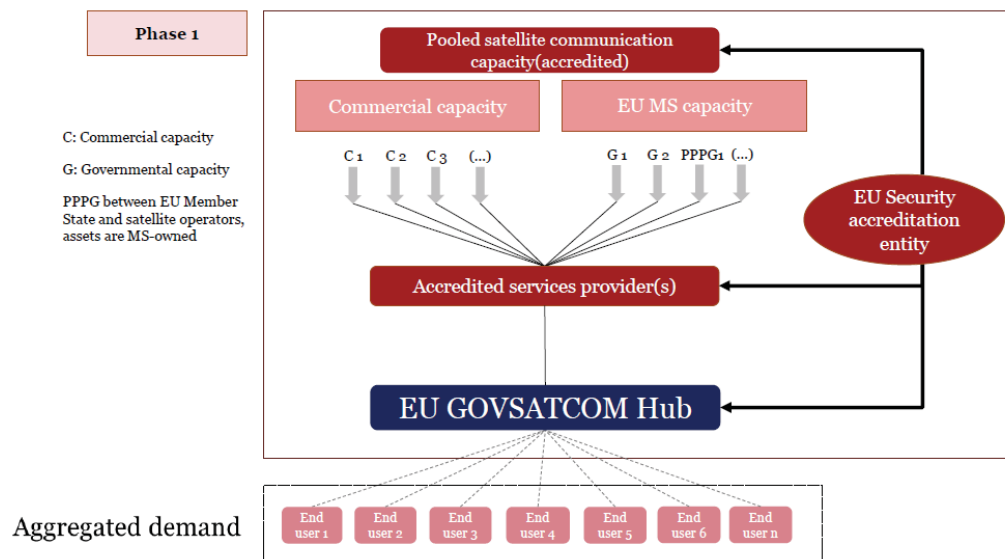 Phase 1
Pooled satellite communication
capacity(accredited)
Commercial capacity
EU MS capacity
C: Commercial capacity
G: Governmental capacity
PPPG between EU Member
State and satellite operators,
assets are MS-owned
C 1 C 2 C 3 (...)
G 1 G 2 PPPG1 (...)
EU Security
accreditation
entity
Accredited services provider(s)
EU GOVSATCOM Hub
Aggregated demand
End
user 1
End
user 2
End
user 3
End
user 4
End
user 5
End
user 6
End
user n